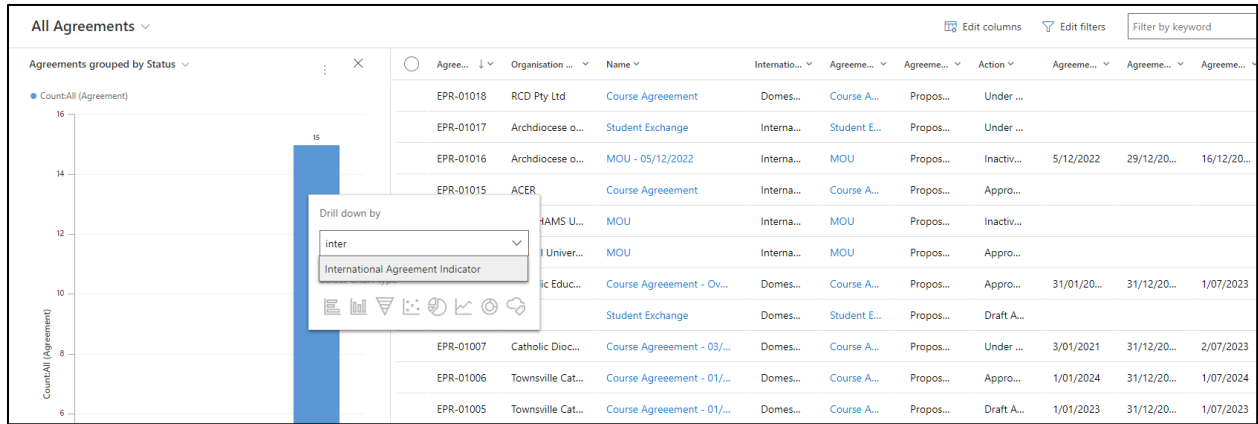 All Agreements
Edit columns
Edit filters
Filter by keyword
Agreements grouped by Status
Count:All (Agreement)
16
15
14
12
10
8
6
Count:All (Agreement)
Drill down by
inter
International Agreement Indicator
Agree... Organisation ... Name Internatio... Agreeme... Agreeme... Action Agreeme... Agreeme... Agreeme...
EPR-01018 RCD Pty Ltd Course Agreeement Domes... Course A... Propos... Under ...
EPR-01017 Archdiocese o... Student Exchange Interna... Student E... Propos... Under ...
EPR-01016 Archdiocese o... MOU - 05/12/2022 Interna... MOU Propos... Inactiv... 5/12/2022 29/12/20... 16/12/20...
EPR-01015 ACER Course Agreeement Interna... Course A... Propos... Appro...
HAMS U... MOU Interna... MOU Propos... Inactiv...
l Univer... MOU Interna... MOU Propos... Appro...
ic Educ... Course Agreeement - Ov... Domes... Course A... Propos... Appro... 31/01/20... 31/12/20... 1/07/2023
Student Exchange Domes... Student E... Propos... Draft A...
EPR-01007 Catholic Dioc... Course Agreeement - 03/... Domes... Course A... Propos... Under ... 3/01/2021 31/12/20... 2/07/2023
EPR-01006 Townsville Cat... Course Agreeement - 01/... Domes... Course A... Propos... Appro... 1/01/2024 31/12/20... 1/07/2024
EPR-01005 Townsville Cat... Course Agreeement - 01/... Domes... Course A... Propos... Draft A... 1/01/2023 31/12/20... 1/07/2023